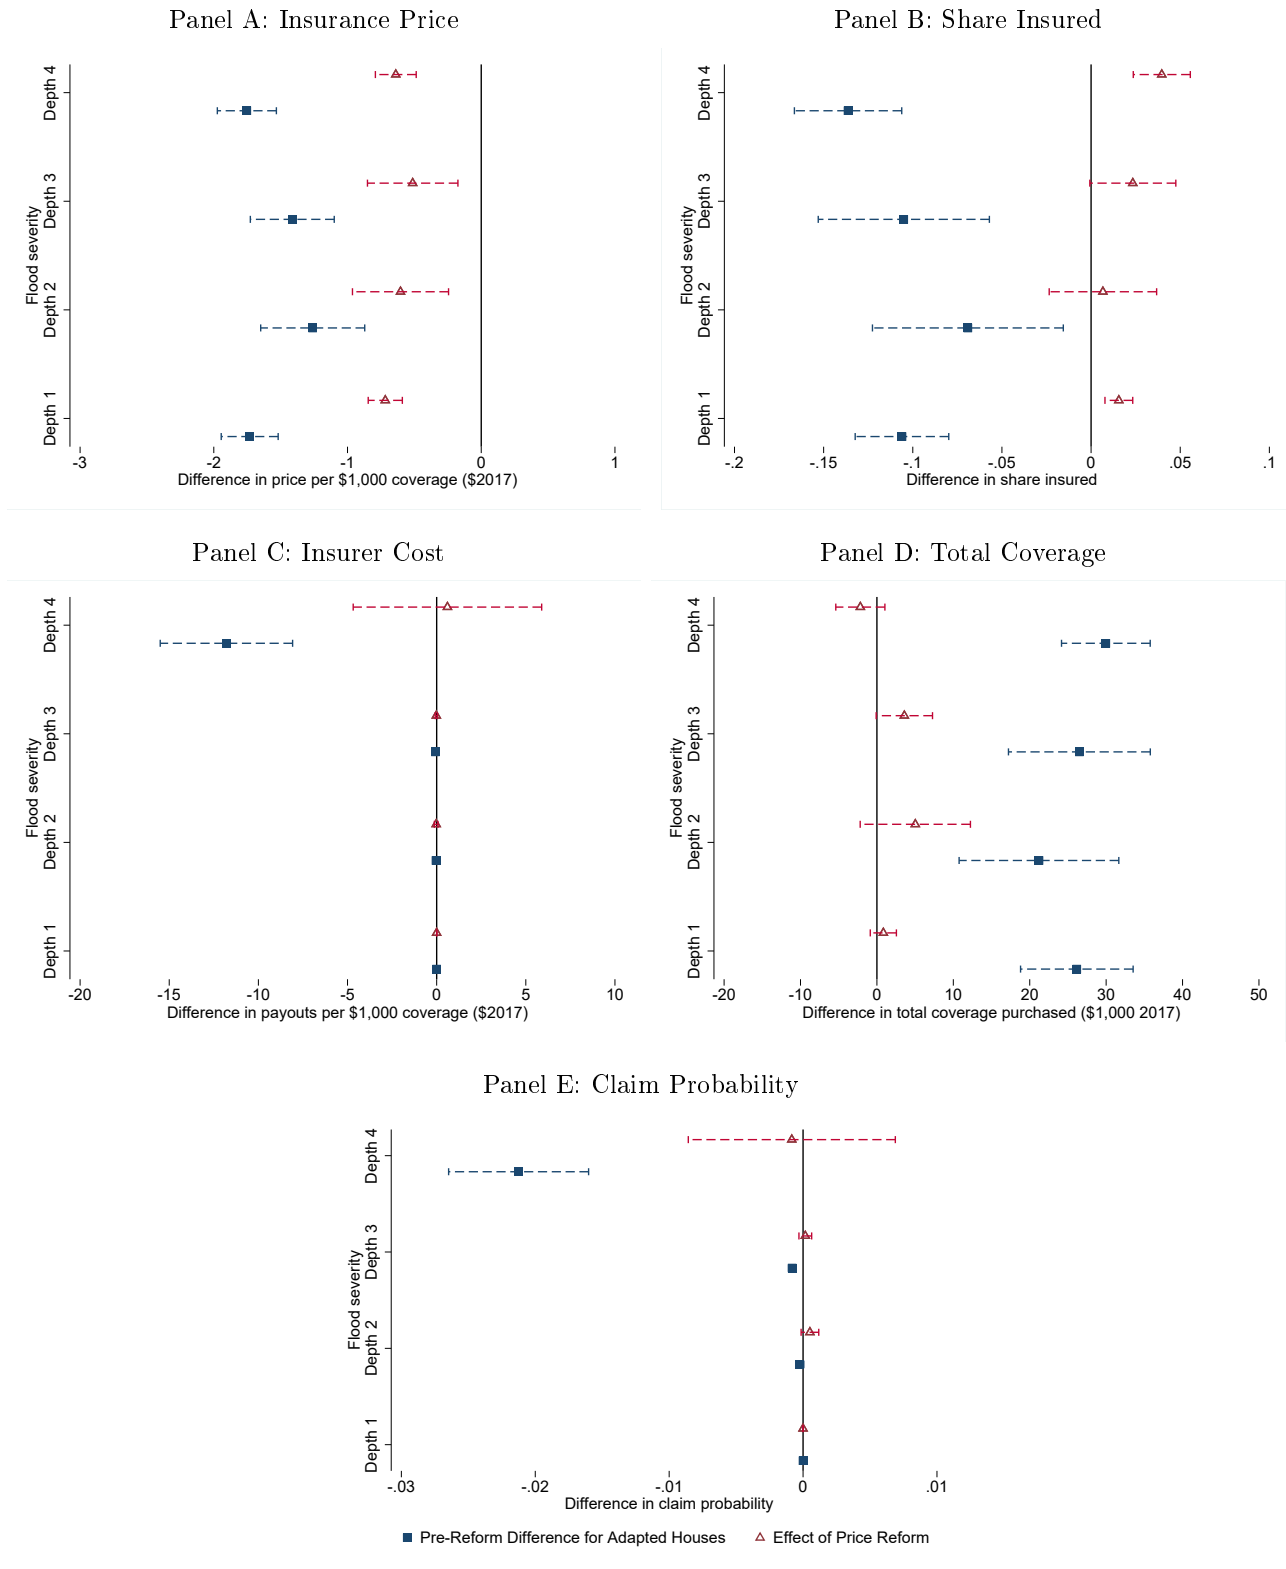 Panel A: Insurance Price
Flood severity
Depth 4
Depth 3
Depth 2
Depth 1
-3 -2 -1 0 1
Difference in price per $1,000 coverage ($2017)
Panel B: Share Insured
Flood severity
Depth 4
Depth 3
Depth 2
Depth 1
-.2 -.15 -.1 -.05 0 .05 .1
Difference in share insured
Panel C: Insurer Cost
Flood severity
Depth 4
Depth 3
Depth 2
Depth 1
-20 -15 -10 -5 0 5 10
Difference in payouts per $1,000 coverage ($2017)
Panel D: Total Coverage
Flood severity
Depth 4
Depth 3
Depth 2
Depth 1
-20 -10 0 10 20 30 40 50
Difference in total coverage purchased ($1,000 2017)
Panel E: Claim Probability
Flood severity
Depth 4
Depth 3
Depth 2
Depth 1
-.03 -.02 -.01 0 .01
Difference in claim probability
Pre-Reform Difference for Adapted Houses Effect of Price Reform